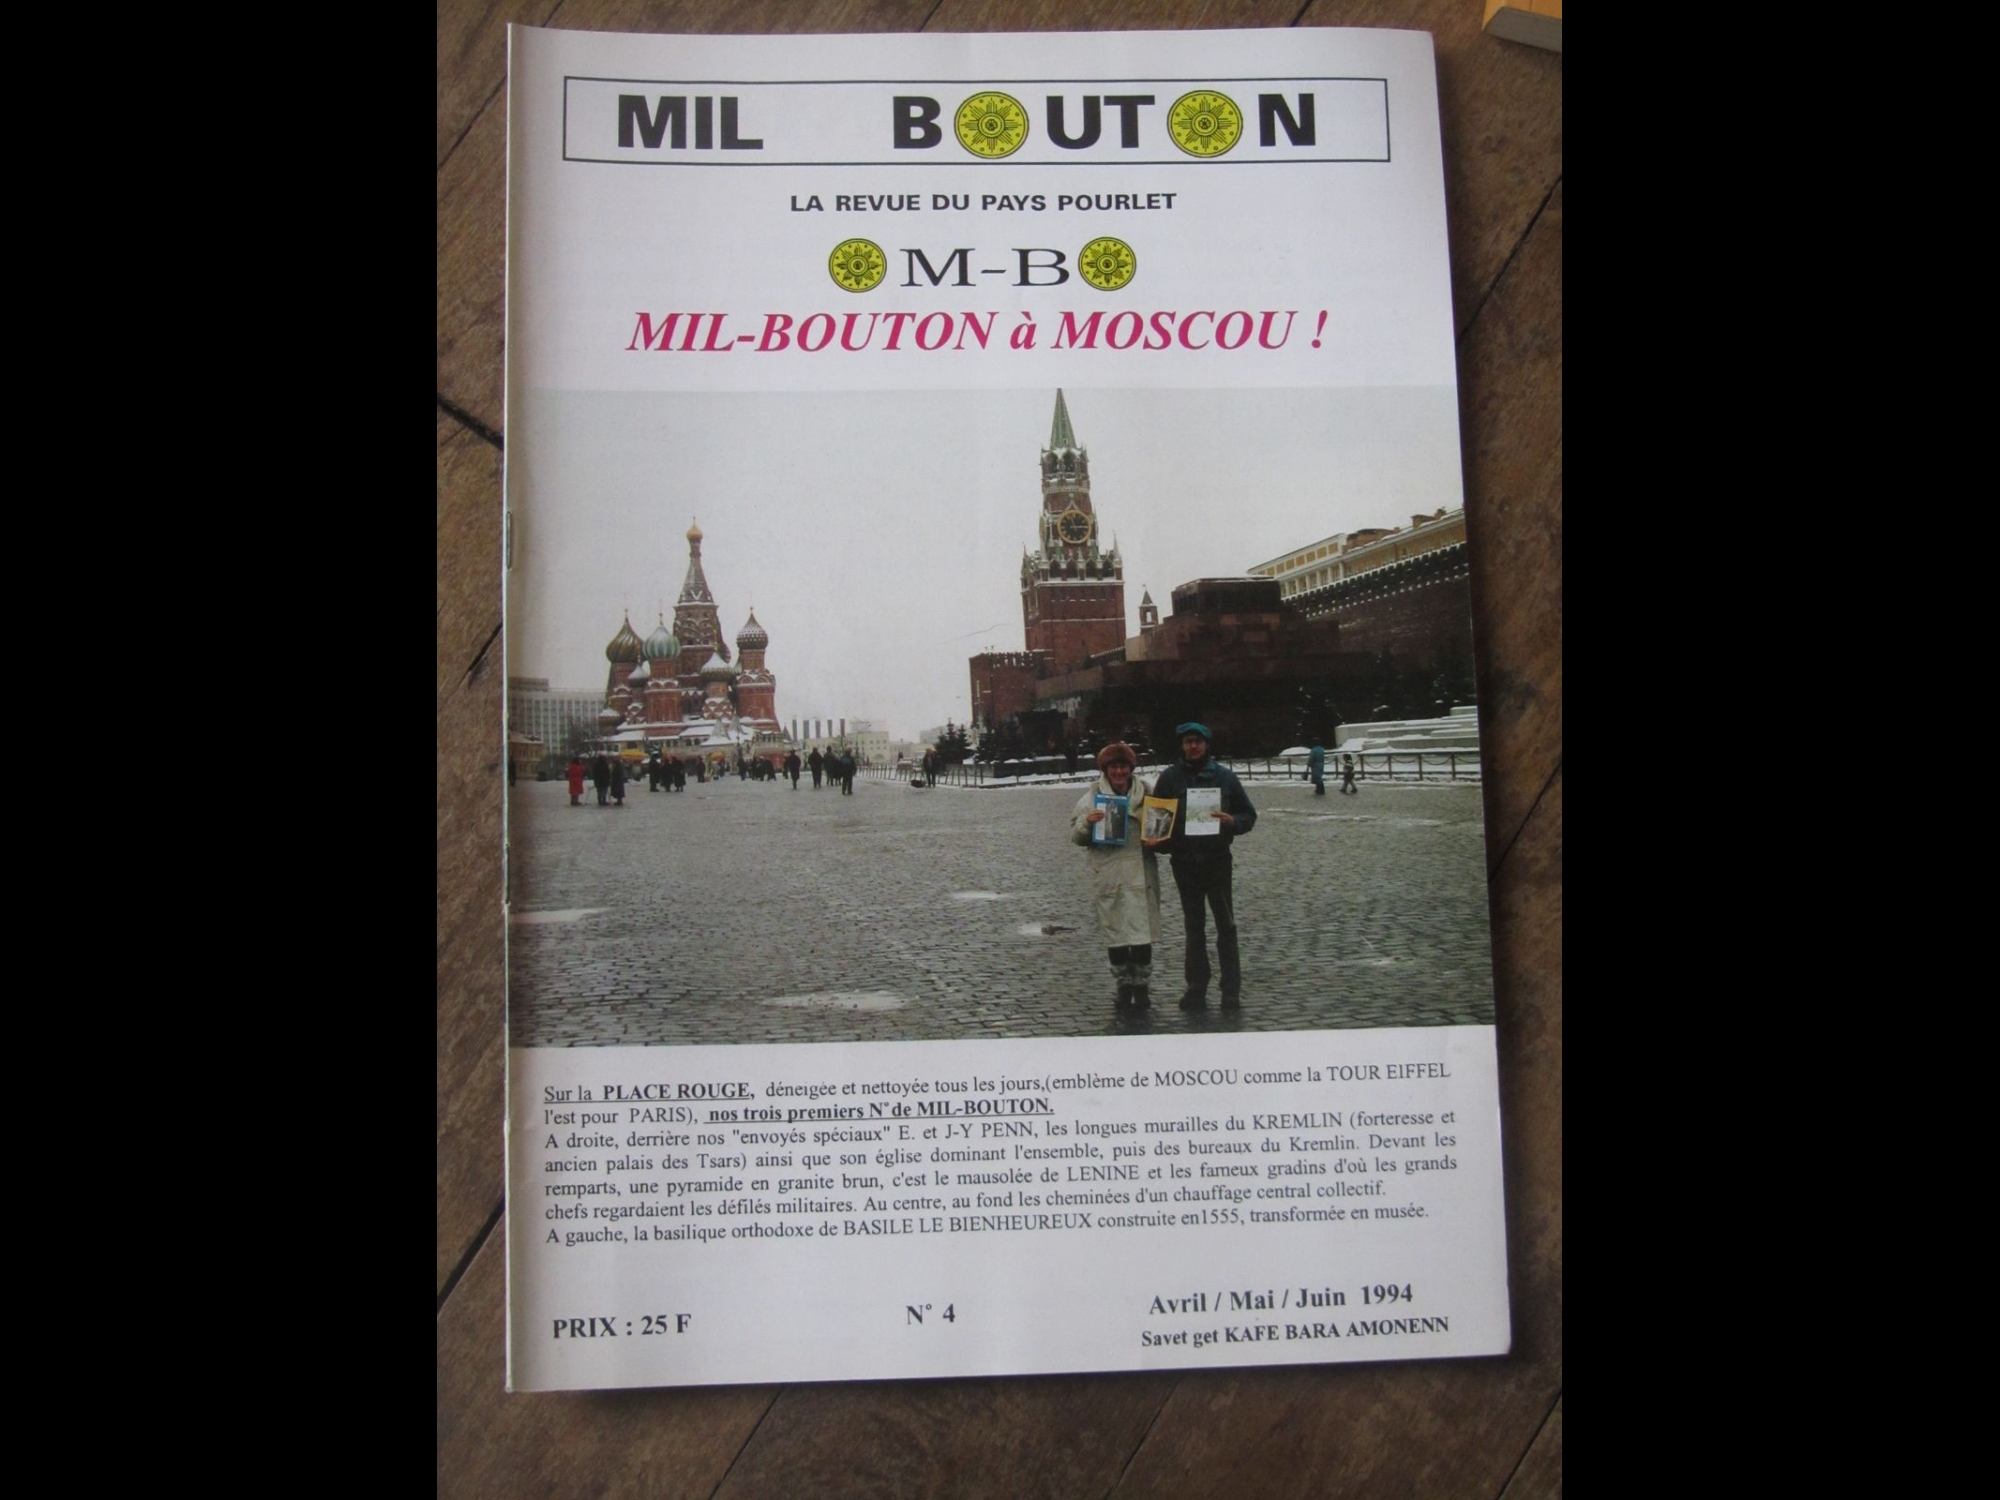 MIL BOUTON
LA REVUE DU PAYS POURLET
M-B
MIL-BOUTON à MOSCOU !
Sur la PLACE ROUGE, déneigée et nettoyée tous les jours,(emblème de MOSCOU comme la TOUR EIFFEL
l'est pour PARIS), nos trois premiers N° de MIL-BOUTON.
A droite, derrière nos "envoyés spéciaux" E. et J-Y PENN, les longues murailles du KREMLIN (forteresse et
ancien palais des Tsars) ainsi que son église dominant l'ensemble, puis des bureaux du Kremlin. Devant les
remparts, une pyramide en granite brun, c'est le mausolée de LENINE et les fameux gradins d'où les grands
chefs regardaient les défilés militaires. Au centre, au fond les cheminées d'un chauffage central collectif.
A gauche, la basilique orthodoxe de BASILE LE BIENHEUREUX construite en1555, transformée en musée.
PRIX : 25 F
N° 4
Avril / Mai / Juin 1994
Savet get KAFE BARA AMONENN